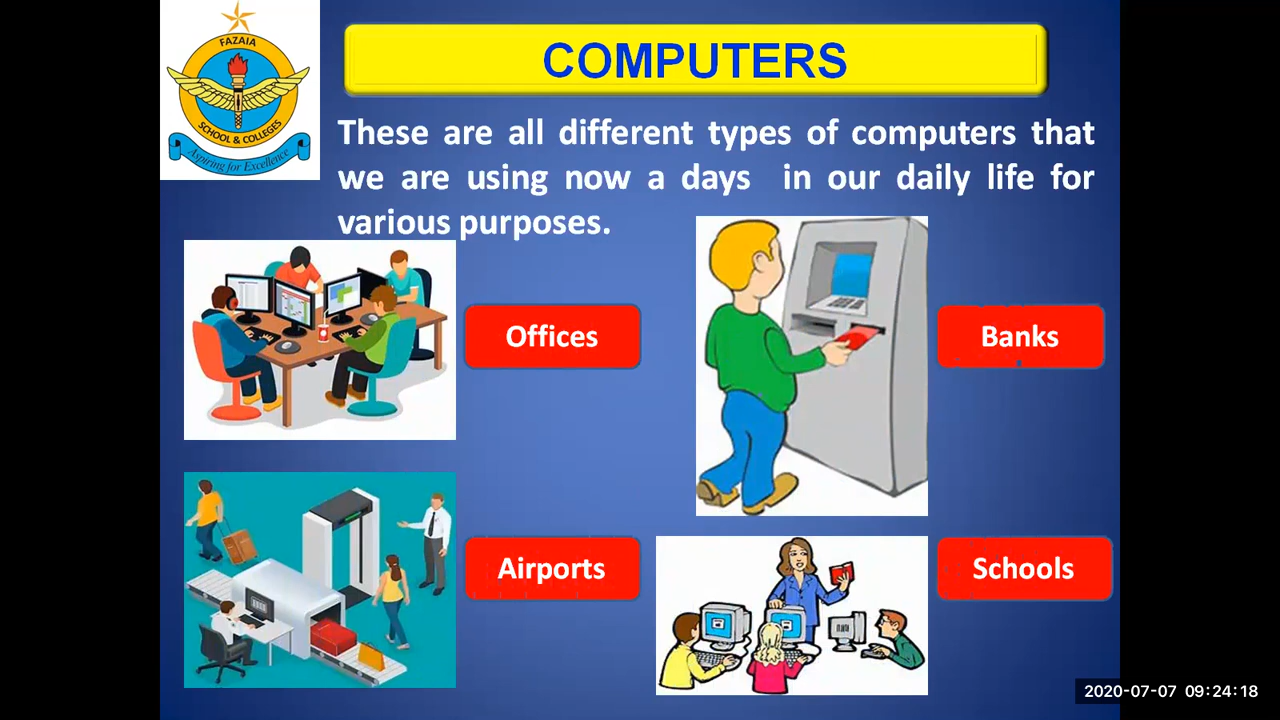 FAZAIA
SCHOOL & COLLEGES
Aspiring for Excellence
COMPUTERS
These are all different types of computers that
we are using now a days in our daily life for
various purposes.
Offices
Banks
Airports
Schools
2020-07-07 09:24:18